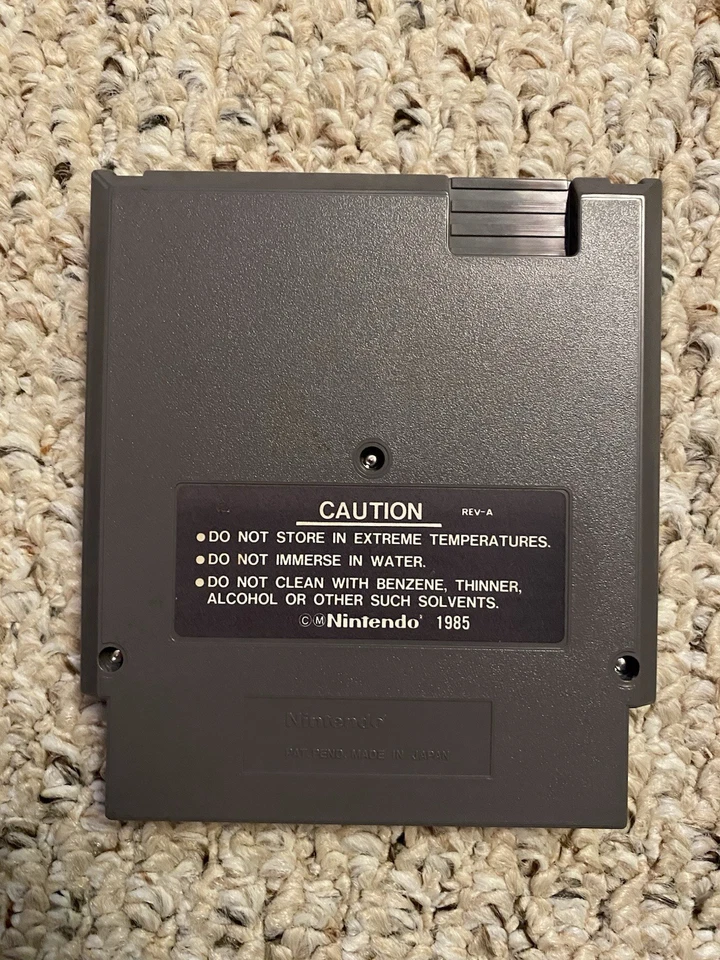 CAUTION REV-A
●DO NOT STORE IN EXTREME TEMPERATURES.
●DO NOT IMMERSE IN WATER.
●DO NOT CLEAN WITH BENZENE, THINNER,
ALCOHOL OR OTHER SUCH SOLVENTS.
©ⓂNintendo® 1985
Nintendo®
PAT PEND MADE IN JAPAN